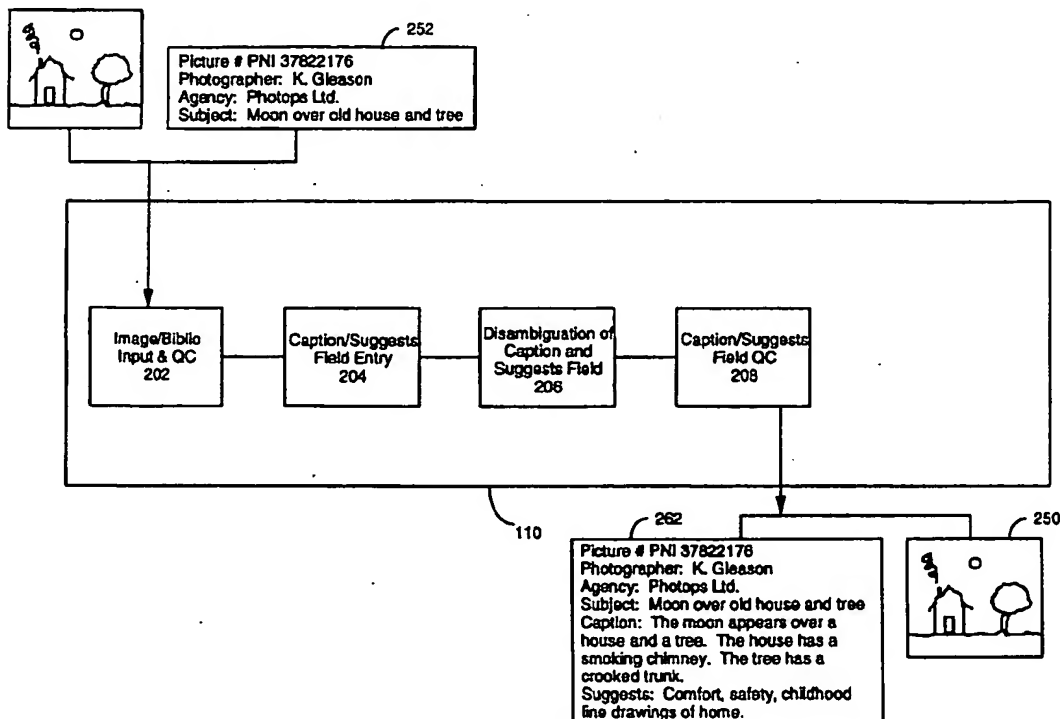 252
Picture # PNI 37822176
Photographer: K. Gleason
Agency: Photops Ltd.
Subject: Moon over old house and tree
Image/Biblio
Input & QC
202
Caption/Suggests
Field Entry
204
Disambiguation of
Caption and
Suggests Field
206
Caption/Suggests
Field QC
208
110
262
250
Picture # PNI 37822176
Photographer: K. Gleason
Agency: Photops Ltd.
Subject: Moon over old house and tree
Caption: The moon appears over a
house and a tree. The house has a
smoking chimney. The tree has a
crooked trunk.
Suggests: Comfort, safety, childhood
line drawings of home.